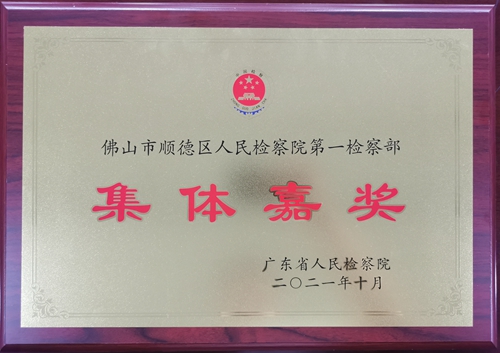 佛山市顺德区人民检察院第一检察部
集体嘉奖
广东省人民检察院
二〇二一年十月